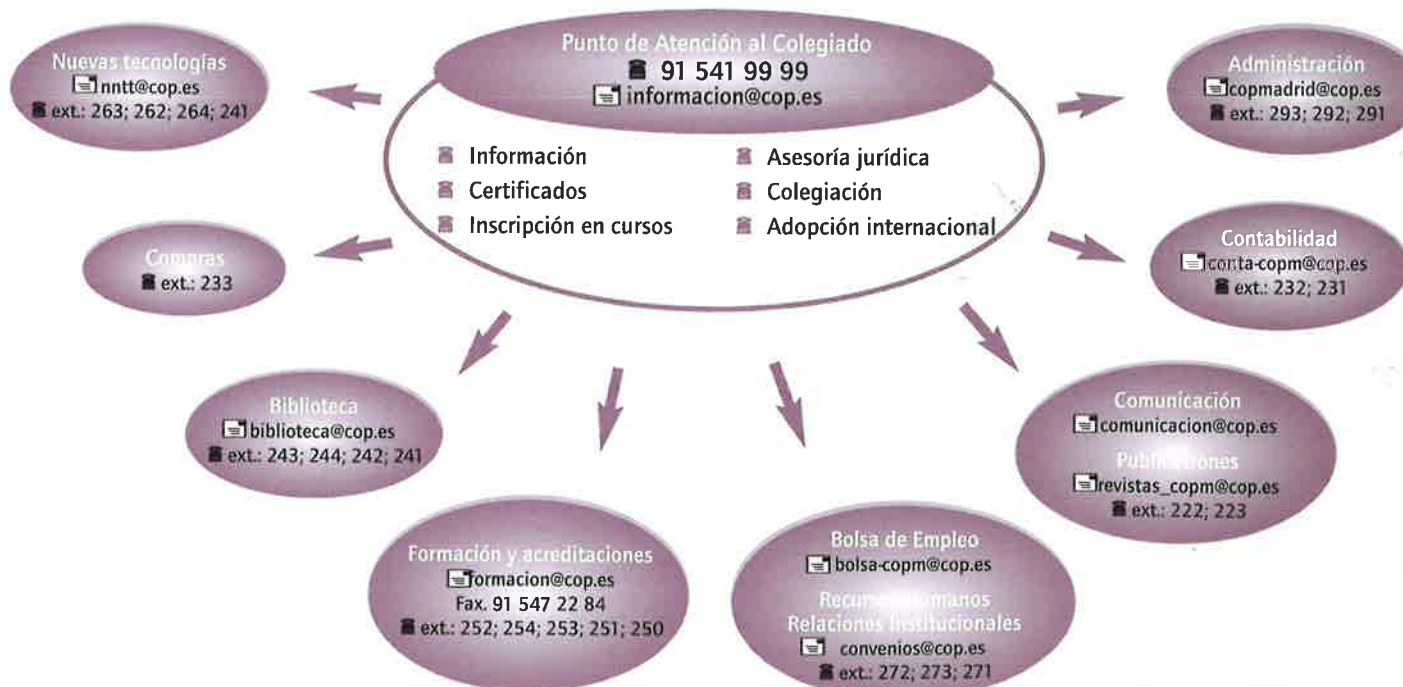 Punto de Atención al Colegiado
91 541 99 99
informacion@cop.es
Información
Certificados
Inscripción en cursos
Asesoría jurídica
Colegiación
Adopción internacional
Nuevas tecnologías
nntt@cop.es
ext.: 263; 262; 264; 241
Compras
ext.: 233
Biblioteca
biblioteca@cop.es
ext.: 243; 244; 242; 241
Formación y acreditaciones
formacion@cop.es
Fax. 91 547 22 84
ext.: 252; 254; 253; 251; 250
Bolsa de Empleo
bolsa-copm@cop.es
Recursos Humanos
Relaciones Institucionales
convenios@cop.es
ext.: 272; 273; 271
Comunicación
comunicacion@cop.es
Publicaciónes
revistas_copm@cop.es
ext.: 222; 223
Contabilidad
conta-copm@cop.es
ext.: 232; 231
Administración
copmadrid@cop.es
ext.: 293; 292; 291